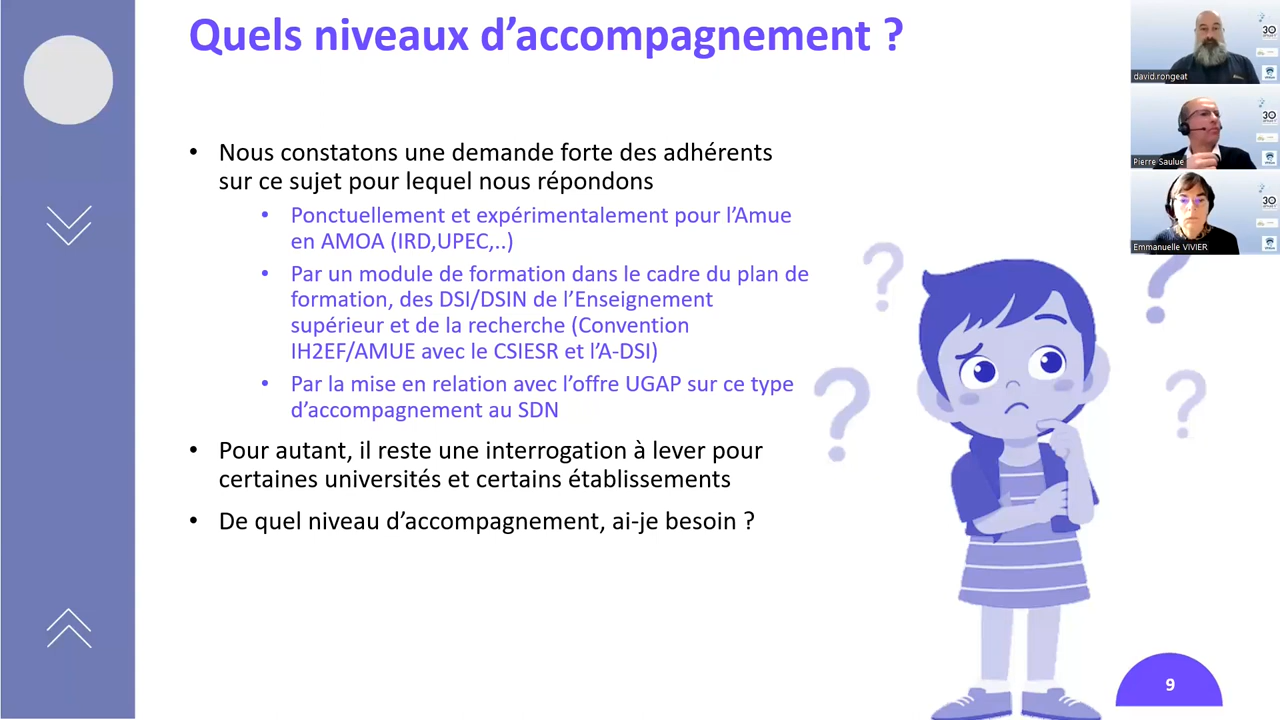 Quels niveaux d’accompagnement ?
• Nous constatons une demande forte des adhérents
sur ce sujet pour lequel nous répondons
• Ponctuellement et expérimentalement pour l’Amue
en AMOA (IRD,UPEC,..)
• Par un module de formation dans le cadre du plan de
formation, des DSI/DSIN de l’Enseignement
supérieur et de la recherche (Convention
IH2EF/AMUE avec le CSIESR et l’A-DSI)
• Par la mise en relation avec l’offre UGAP sur ce type
d’accompagnement au SDN
• Pour autant, il reste une interrogation à lever pour
certaines universités et certains établissements
• De quel niveau d’accompagnement, ai-je besoin ?
9
30
david.rongeat
30
Pierre Saulue
30
Emmanuelle VIVIER